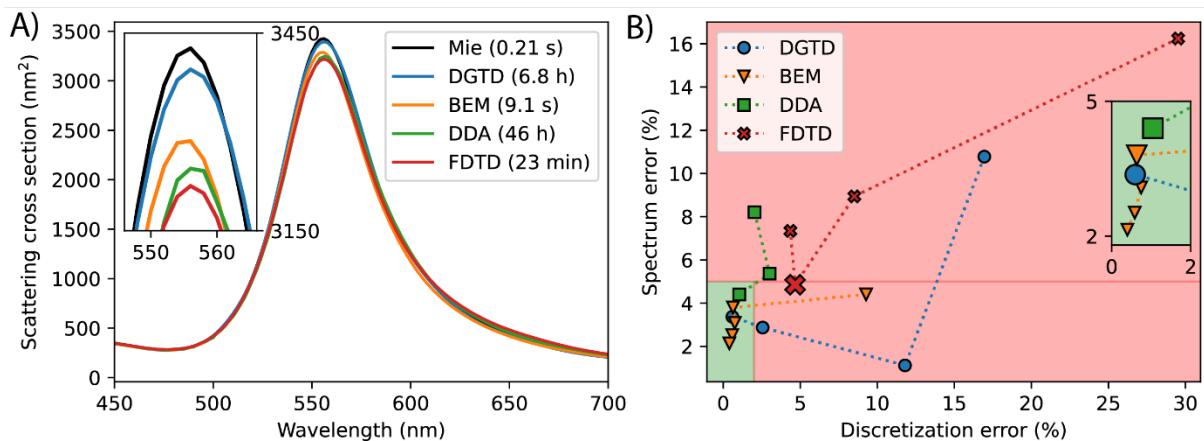 A)
Scattering cross section (nm²)
3500
3000
2500
2000
1500
1000
500
0
450
500
550
600
650
700
Wavelength (nm)
3450
3150
550
560
Mie (0.21 s)
DGTD (6.8 h)
BEM (9.1 s)
DDA (46 h)
FDTD (23 min)
B)
Spectrum error (%)
16
14
12
10
8
6
4
2
0
5
10
15
20
25
30
Discretization error (%)
DGTD
BEM
DDA
FDTD
5
2
0
2